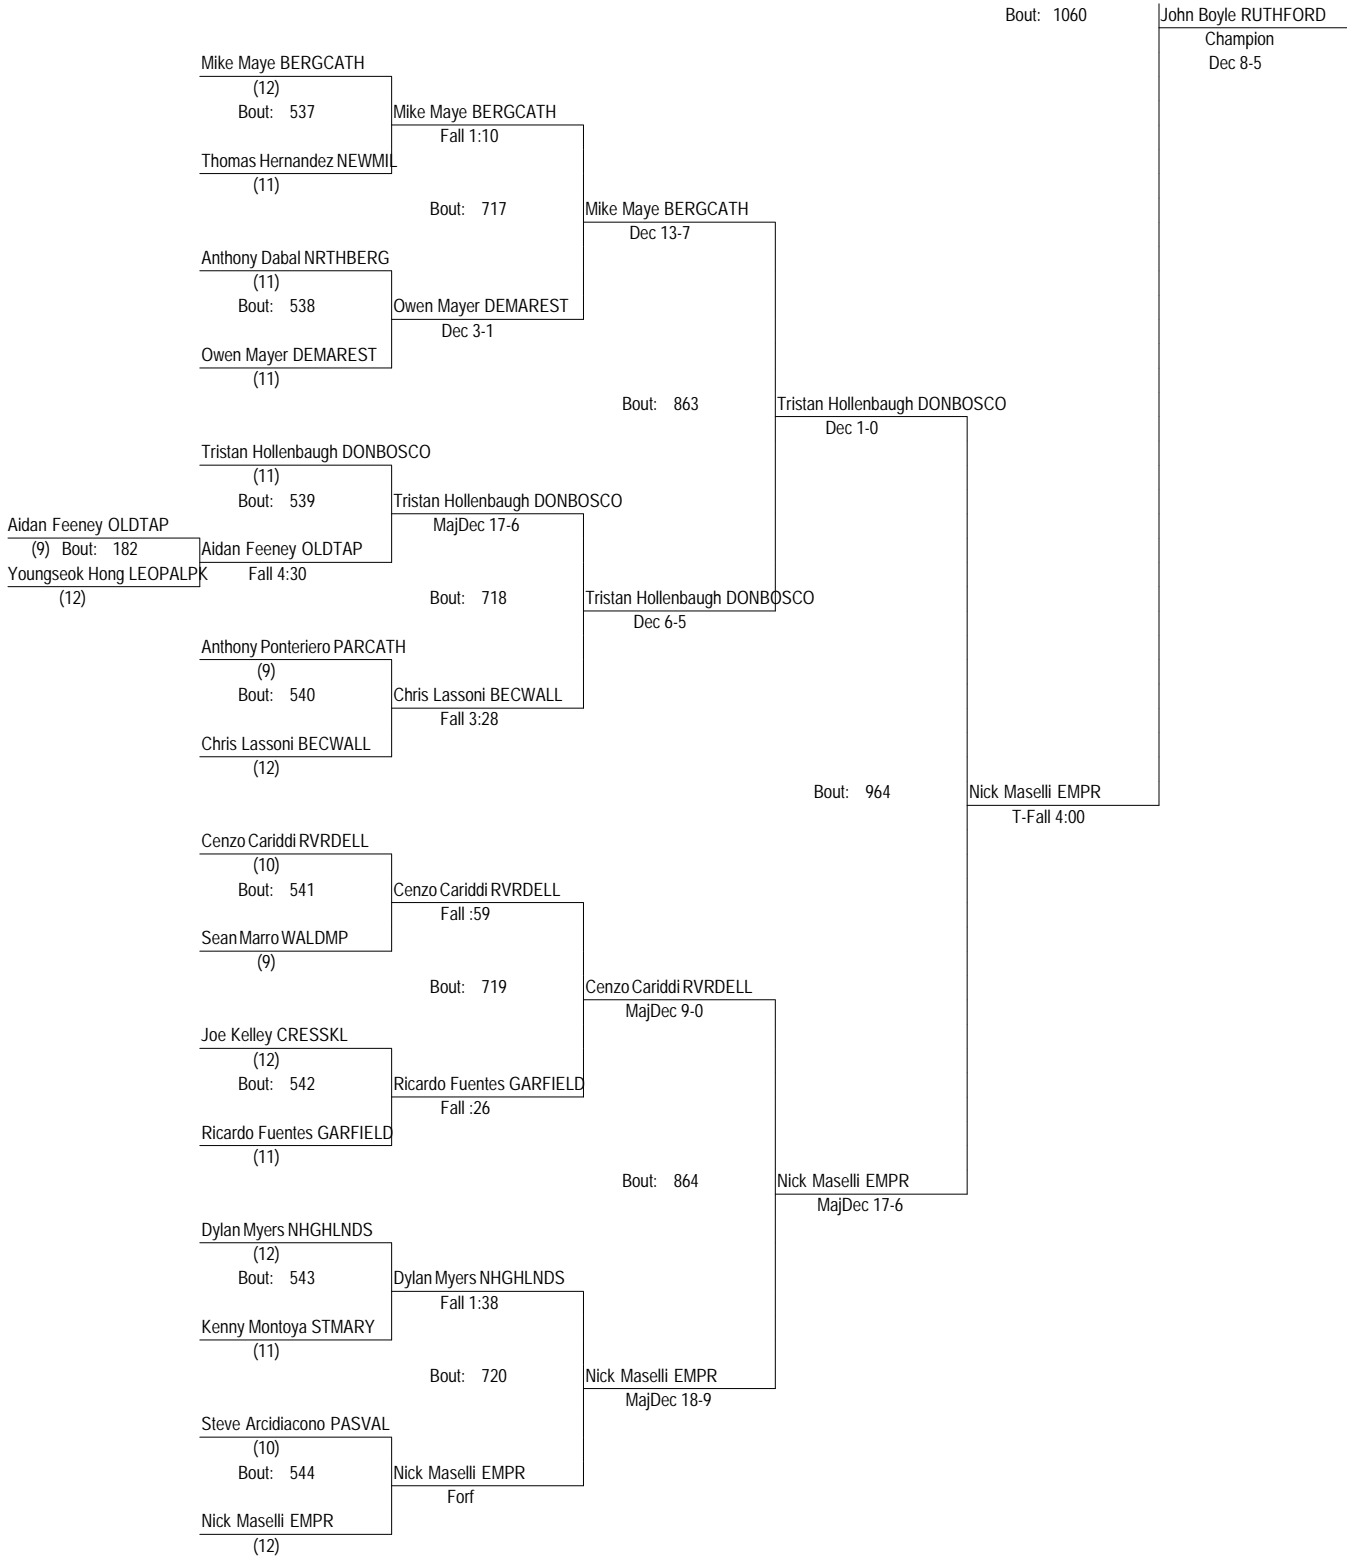 Bout: 1060
John Boyle RUTHFORD
Champion
Dec 8-5
Mike Maye BERGCATH
(12)
Bout: 537
Mike Maye BERGCATH
Fall 1:10
Thomas Hernandez NEWMIL
(11)
Bout: 717
Mike Maye BERGCATH
Dec 13-7
Anthony Dabal NRTHBERG
(11)
Bout: 538
Owen Mayer DEMAREST
Dec 3-1
Owen Mayer DEMAREST
(11)
Bout: 863
Tristan Hollenbaugh DONBOSCO
Dec 1-0
Tristan Hollenbaugh DONBOSCO
(11)
Bout: 539
Tristan Hollenbaugh DONBOSCO
MajDec 17-6
Aidan Feeney OLDTAP
(9) Bout: 182
Aidan Feeney OLDTAP
Fall 4:30
Youngseok Hong LEOPALPK
(12)
Bout: 718
Tristan Hollenbaugh DONBOSCO
Dec 6-5
Anthony Ponteriero PARCATH
(9)
Bout: 540
Chris Lassoni BECWALL
Fall 3:28
Chris Lassoni BECWALL
(12)
Bout: 964
Nick Maselli EMPR
T-Fall 4:00
Cenzo Cariddi RVRDELL
(10)
Bout: 541
Cenzo Cariddi RVRDELL
Fall :59
Sean Marro WALDMP
(9)
Bout: 719
Cenzo Cariddi RVRDELL
MajDec 9-0
Joe Kelley CRESSKL
(12)
Bout: 542
Ricardo Fuentes GARFIELD
Fall :26
Ricardo Fuentes GARFIELD
(11)
Bout: 864
Nick Maselli EMPR
MajDec 17-6
Dylan Myers NHGHLNDS
(12)
Bout: 543
Dylan Myers NHGHLNDS
Fall 1:38
Kenny Montoya STMARY
(11)
Bout: 720
Nick Maselli EMPR
MajDec 18-9
Steve Arcidiacono PASVAL
(10)
Bout: 544
Nick Maselli EMPR
Forf
Nick Maselli EMPR
(12)